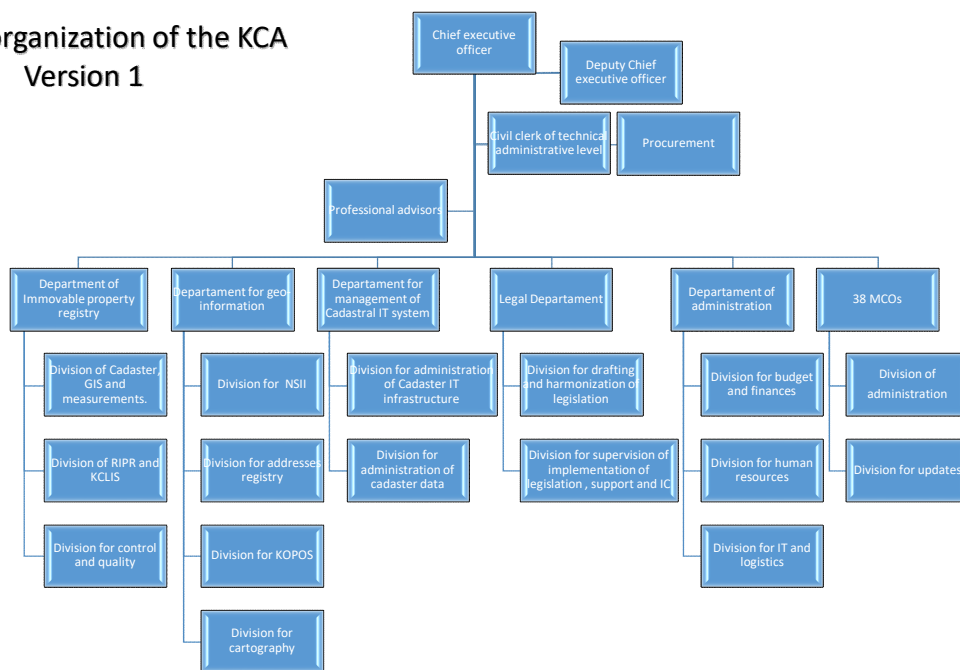 organization of the KCA
Version 1
Chief executive
officer
Deputy Chief
executive officer
Civil clerk of technical
administrative level
Procurement
Professional advisors
Department of
Immovable property
registry
Departament for geo-
information
Departament for
management of
Cadastral IT system
Legal Departament
Departament of
administration
38 MCOs
Division of Cadaster,
GIS and
measurements.
Division for NSII
Division for administration
of Cadaster IT
infrastructure
Division for drafting
and harmonization of
legislation
Division for budget
and finances
Division of
administration
Division of RIPR and
KCLIS
Division for addresses
registry
Division for
administration of
cadaster data
Division for supervision of
implementation of
legislation , support and IC
Division for human
resources
Division for updates
Division for control
and quality
Division for KOPOS
Division for IT and
logistics
Division for
cartography